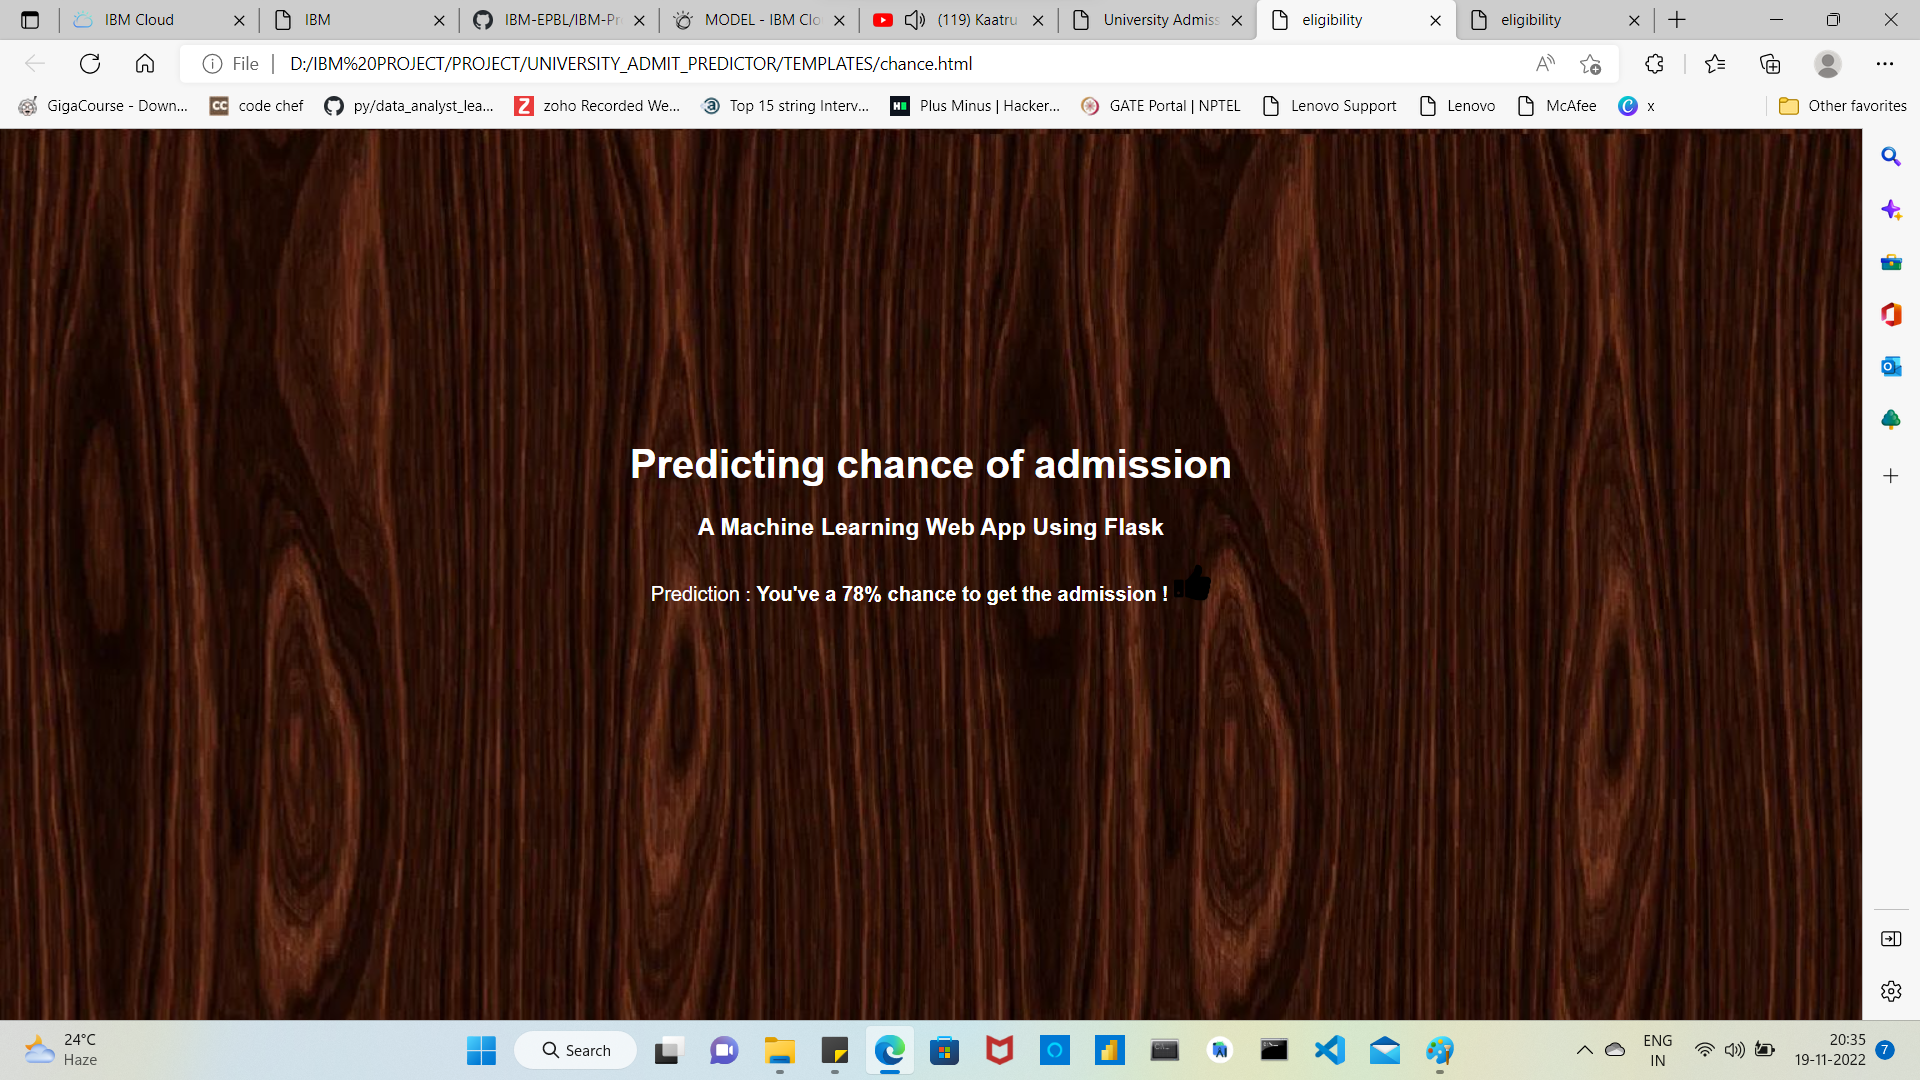 IBM Cloud
IBM
IBM-EPBL/IBM-Pr
MODEL - IBM Clo
(119) Kaatru
University Admiss
eligibility
eligibility
File
D:/IBM%20PROJECT/PROJECT/UNIVERSITY_ADMIT_PREDICTOR/TEMPLATES/chance.html
GigaCourse - Down...
code chef
py/data_analyst_lea...
zoho Recorded We...
Top 15 string Interv...
Plus Minus | Hacker...
GATE Portal | NPTEL
Lenovo Support
Lenovo
McAfee
x
Other favorites
Predicting chance of admission
A Machine Learning Web App Using Flask
Prediction : You've a 78% chance to get the admission !
24°C
Haze
Search
ENG
IN
20:35
19-11-2022
7